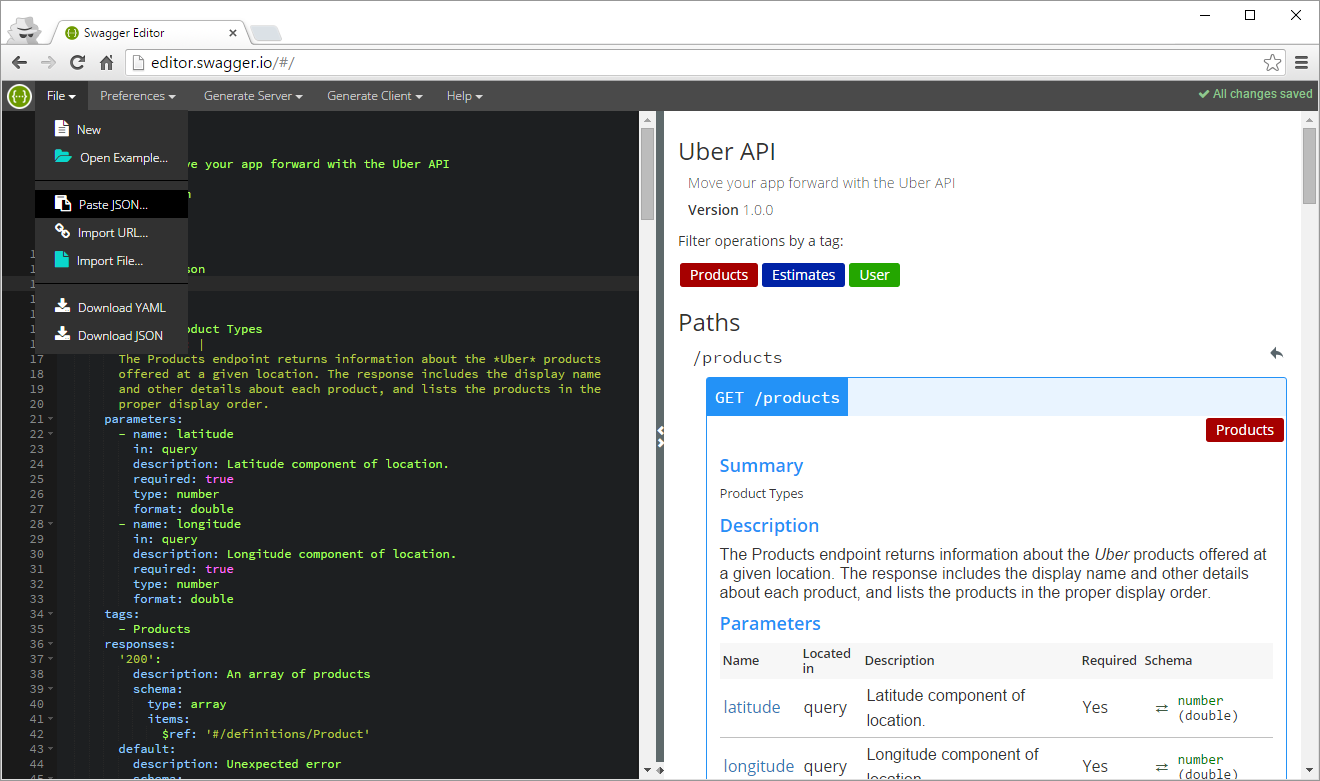 Swagger Editor
editor.swagger.io/#/
File Preferences Generate Server Generate Client Help All changes saved
New
Open Example...
Paste JSON...
Import URL...
Import File...
Download YAML
Download JSON
ve your app forward with the Uber API
n
son
duct Types
|
17 The Products endpoint returns information about the *Uber* products
18 offered at a given location. The response includes the display name
19 and other details about each product, and lists the products in the
20 proper display order.
21 parameters:
22 - name: latitude
23 in: query
24 description: Latitude component of location.
25 required: true
26 type: number
27 format: double
28 - name: longitude
29 in: query
30 description: Longitude component of location.
31 required: true
32 type: number
33 format: double
34 tags:
35 - Products
36 responses:
37 '200':
38 description: An array of products
39 schema:
40 type: array
41 items:
42 $ref: '#/definitions/Product'
43 default:
44 description: Unexpected error
schema:
Uber API
Move your app forward with the Uber API
Version 1.0.0
Filter operations by a tag:
Products Estimates User
Paths
/products
GET /products
Products
Summary
Product Types
Description
The Products endpoint returns information about the Uber products offered at
a given location. The response includes the display name and other details
about each product, and lists the products in the proper display order.
Parameters
Name Located in Description Required Schema
latitude query Latitude component of location. Yes number (double)
longitude query Longitude component of location. Yes number (double)